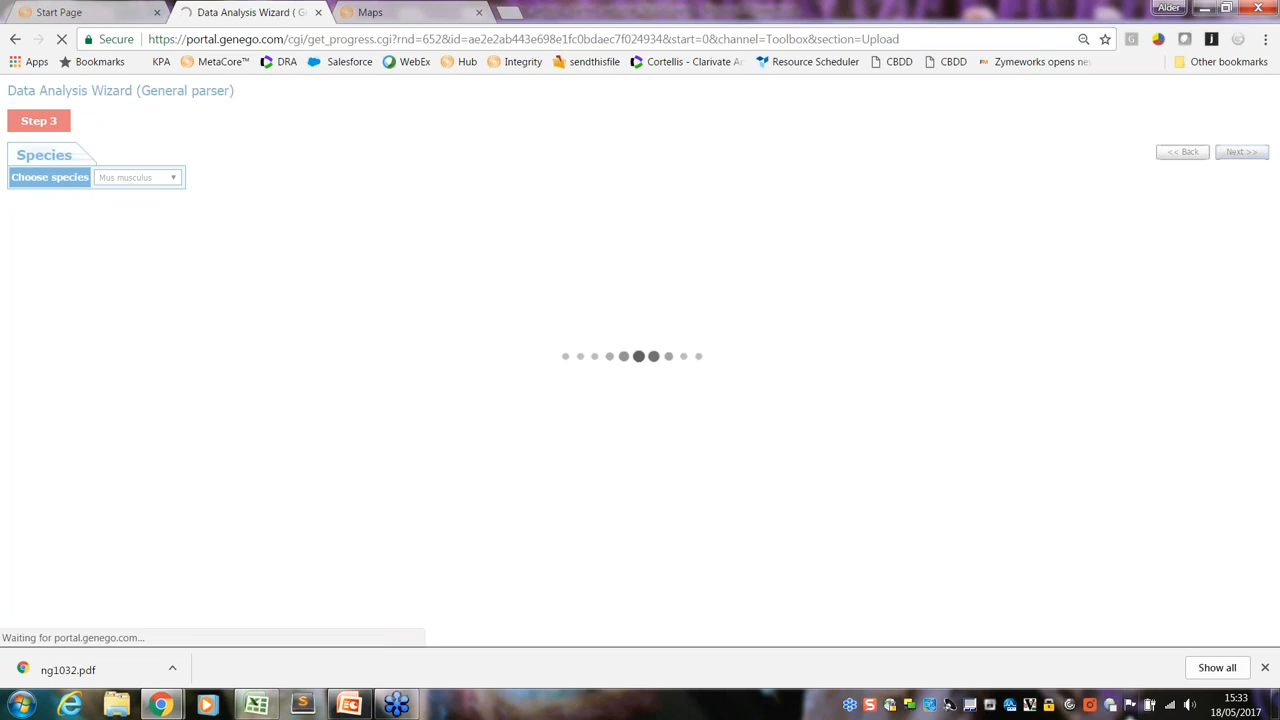 Start Page
Data Analysis Wizard ( G
Maps
Alder
Secure
https://portal.genego.com/cgi/get_progress.cgi?rnd=652&id=ae2e2ab443e698e1fc0bdaec7f024934&start=0&channel=Toolbox&section=Upload
Apps
Bookmarks
KPA
MetaCore™
DRA
Salesforce
WebEx
Hub
Integrity
sendthisfile
Cortellis - Clarivate An
Resource Scheduler
CBDD
CBDD
Zymeworks opens ne
Other bookmarks
Data Analysis Wizard (General parser)
Step 3
Species
<< Back
Next >>
Choose species
Mus musculus
Waiting for portal.genego.com...
ng1032.pdf
Show all
15:33
18/05/2017